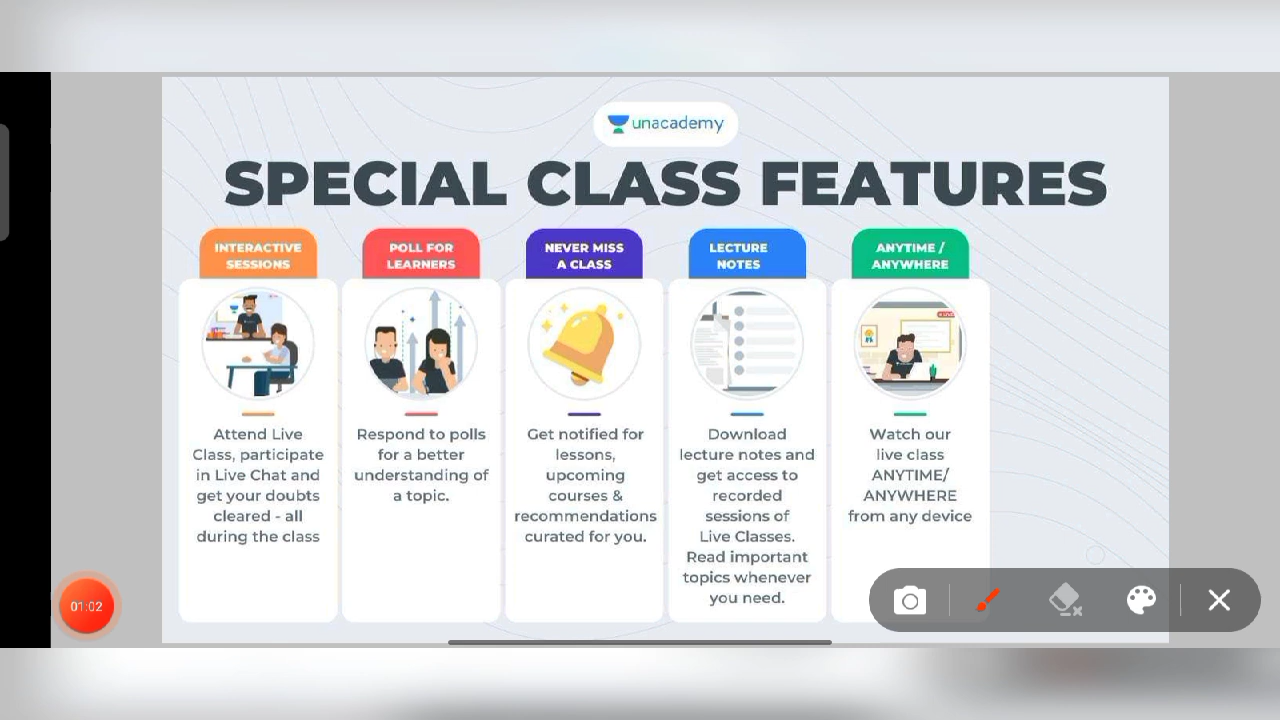 unacademy
SPECIAL CLASS FEATURES
INTERACTIVE
SESSIONS
Attend Live
Class, participate
in Live Chat and
get your doubts
cleared - all
during the class
POLL FOR
LEARNERS
Respond to polls
for a better
understanding of
a topic.
NEVER MISS
A CLASS
Get notified for
lessons,
upcoming
courses &
recommendations
curated for you.
LECTURE
NOTES
Download
lecture notes and
get access to
recorded
sessions of
Live Classes.
Read important
topics whenever
you need.
ANYTIME /
ANYWHERE
Watch our
live class
ANYTIME/
ANYWHERE
from any device
01:02